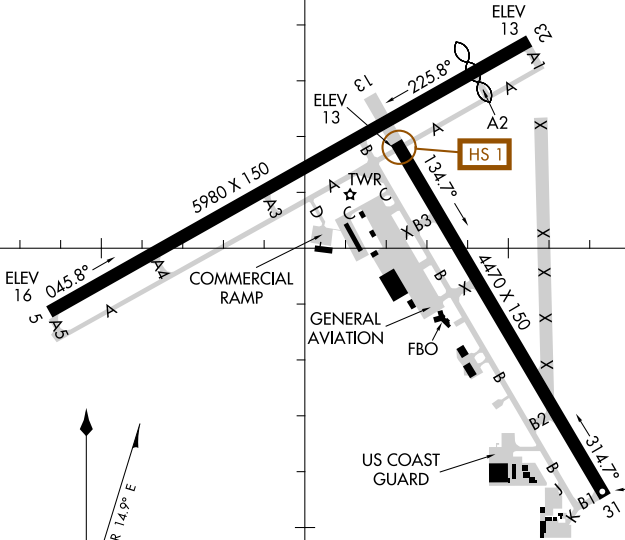 ELEV
13
23
A1
225.8°
A
A2
13
ELEV
13
A
HS 1
B
134.7°
X
5980 X 150
A
TWR
C
A3
D
C
X
B3
X
045.8°
A4
ELEV
16
COMMERCIAL
RAMP
B
X
X
4470 X 150
A
5
A5
GENERAL
AVIATION
X
FBO
B
X
B2
314.7°
US COAST
GUARD
B
J
B1
K
31
R 14.9° E